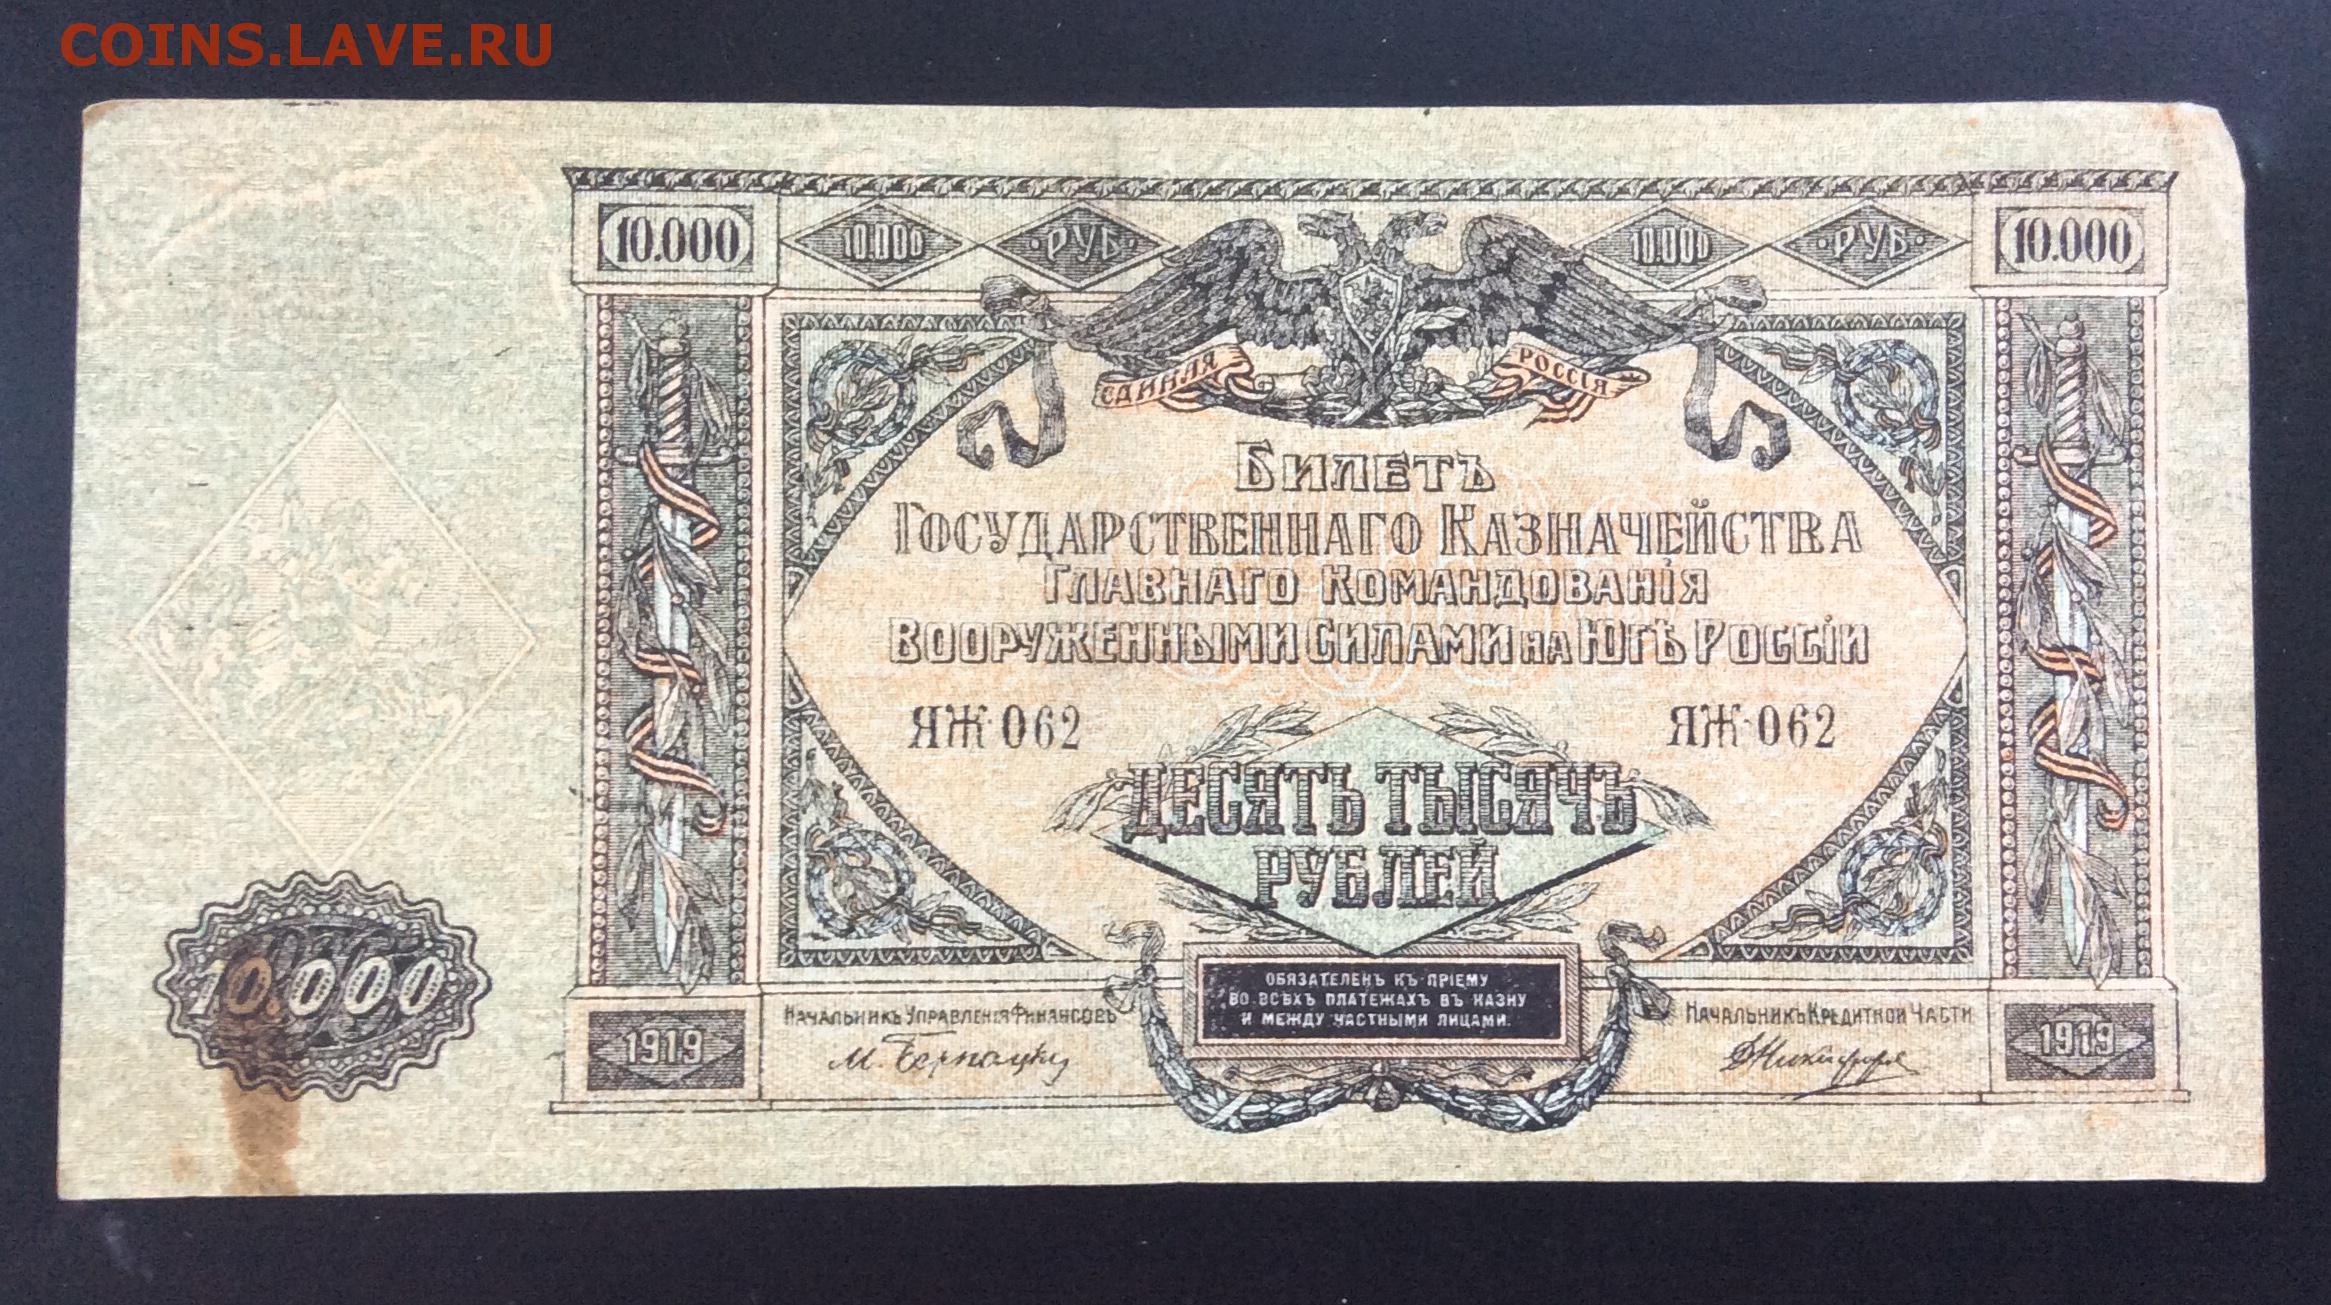 COINS.LAVE.RU
10.000 10.000 ·РУБ· 10.000 ·РУБ· 10.000
ЕДИНАЯ РОССІЯ
БИЛЕТЪ
ГОСУДАРСТВЕННАГО КАЗНАЧЕЙСТВА
ГЛАВНАГО КОМАНДОВАНІЯ
ВООРУЖЕННЫМИ СИЛАМИ НА ЮГѢ РОССІИ
ЯЖ·062 ЯЖ·062
ДЕСЯТЬ ТЫСЯЧЪ
РУБЛЕЙ
10.000
ОБЯЗАТЕЛЕНЪ КЪ ПРІЕМУ
ВО ВСѢХЪ ПЛАТЕЖАХЪ ВЪ КАЗНУ
И МЕЖДУ ЧАСТНЫМИ ЛИЦАМИ.
НАЧАЛЬНИКЪ УПРАВЛЕНІЯ ФИНАНСОВЪ НАЧАЛЬНИКЪ КРЕДИТНОЙ ЧАСТИ
1919 1919